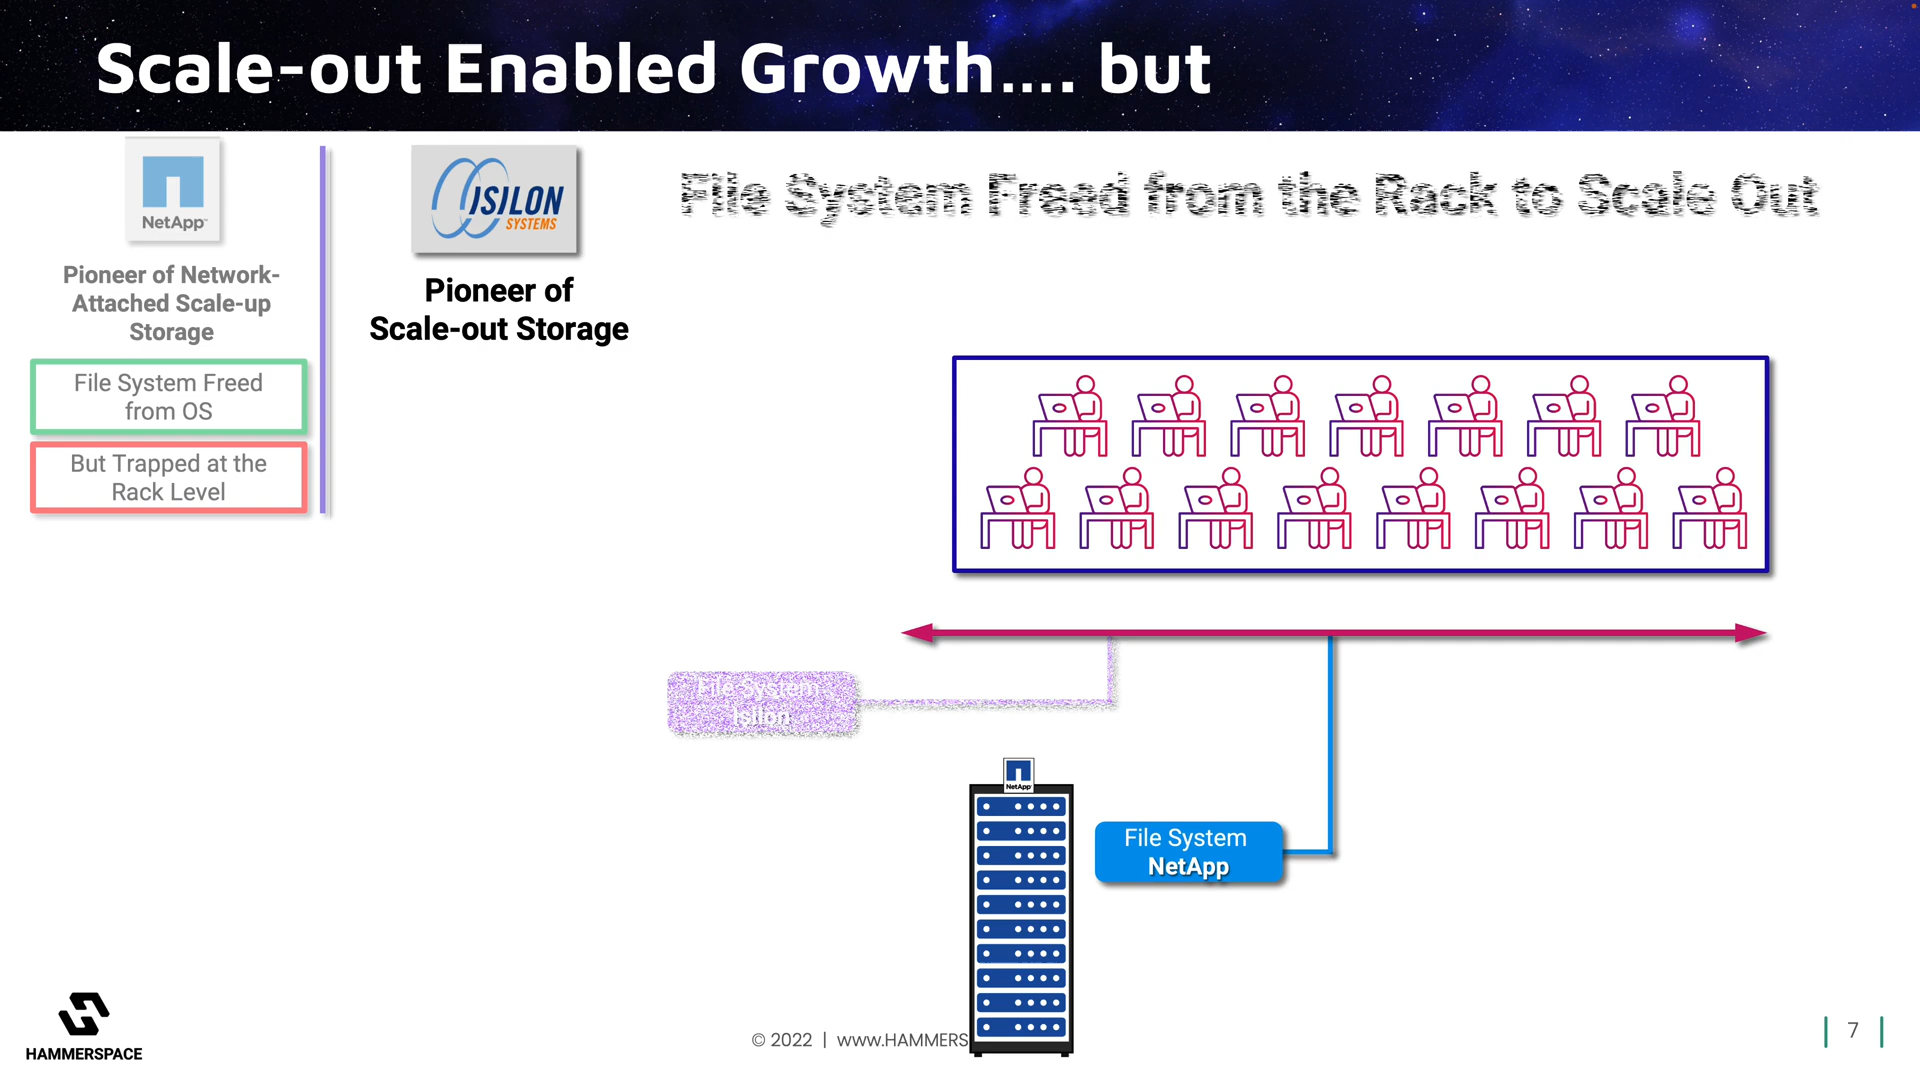 Scale-out Enabled Growth.... but
NetApp™
Pioneer of Network-
Attached Scale-up
Storage
File System Freed
from OS
But Trapped at the
Rack Level
ISILON
SYSTEMS
Pioneer of
Scale-out Storage
File System Freed from the Rack to Scale Out
File System
Isilon
NetApp
File System
NetApp
HAMMERSPACE
© 2022 | www.HAMMERS
7